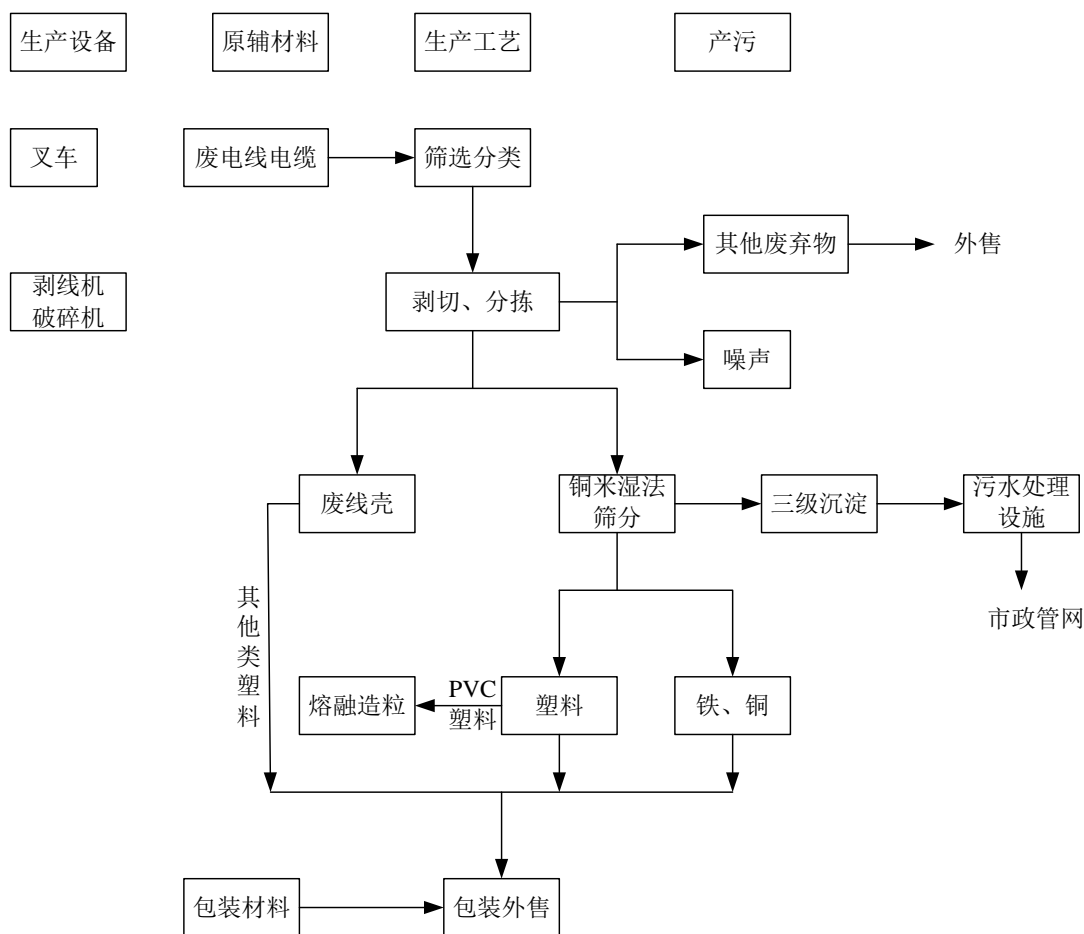 生产设备
原辅材料
生产工艺
产污
叉车
废电线电缆
筛选分类
其他废弃物
外售
剥线机
破碎机
剥切、分拣
噪声
废线壳
铜米湿法
筛分
三级沉淀
污水处理
设施
市政管网
其他类塑料
熔融造粒
PVC
塑料
塑料
铁、铜
包装材料
包装外售